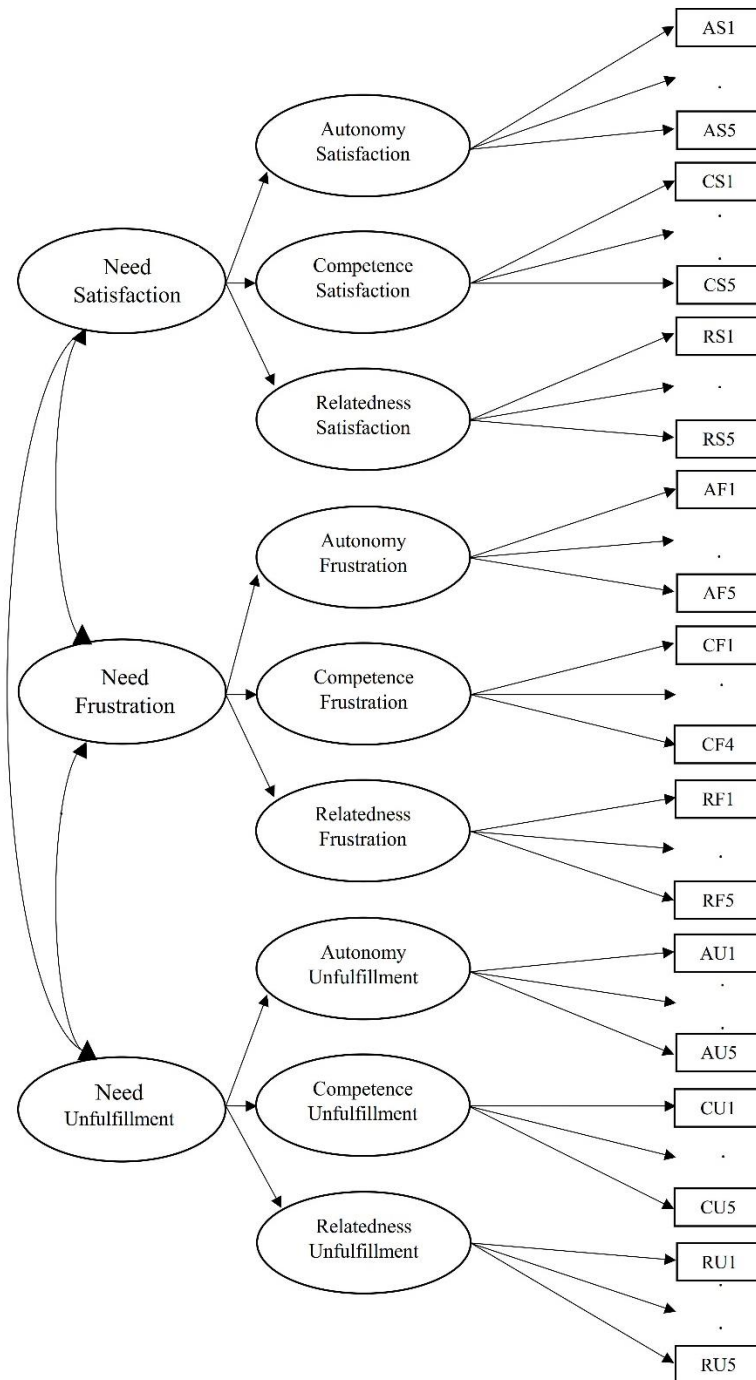 AS1
.
AS5
Autonomy
Satisfaction
CS1
.
.
CS5
Need
Satisfaction
Competence
Satisfaction
RS1
.
RS5
Relatedness
Satisfaction
AF1
.
AF5
Autonomy
Frustration
CF1
.
CF4
Need
Frustration
Competence
Frustration
RF1
.
RF5
Relatedness
Frustration
AU1
.
.
AU5
Autonomy
Unfulfillment
CU1
.
CU5
Need
Unfulfillment
Competence
Unfulfillment
RU1
.
.
RU5
Relatedness
Unfulfillment